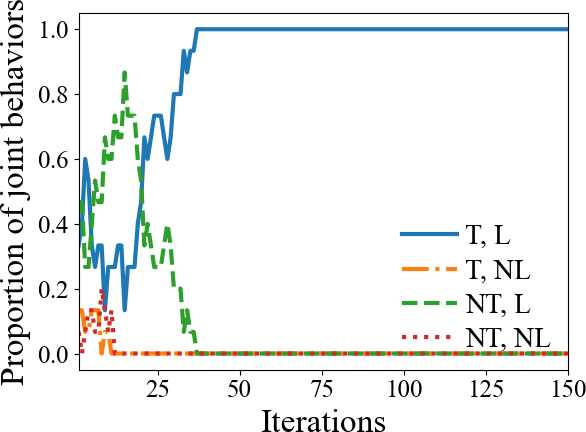 Proportion of joint behaviors
1.0
0.8
0.6
0.4
0.2
0.0
T, L
T, NL
NT, L
NT, NL
25 50 75 100 125 150
Iterations